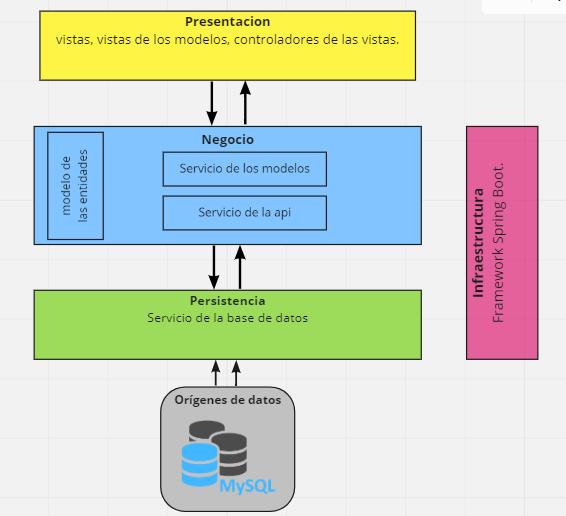 Presentacion
vistas, vistas de los modelos, controladores de las vistas.
Negocio
modelo de
las entidades
Servicio de los modelos
Servicio de la api
Infraestructura
Framework Spring Boot.
Persistencia
Servicio de la base de datos
Orígenes de datos
MySQL